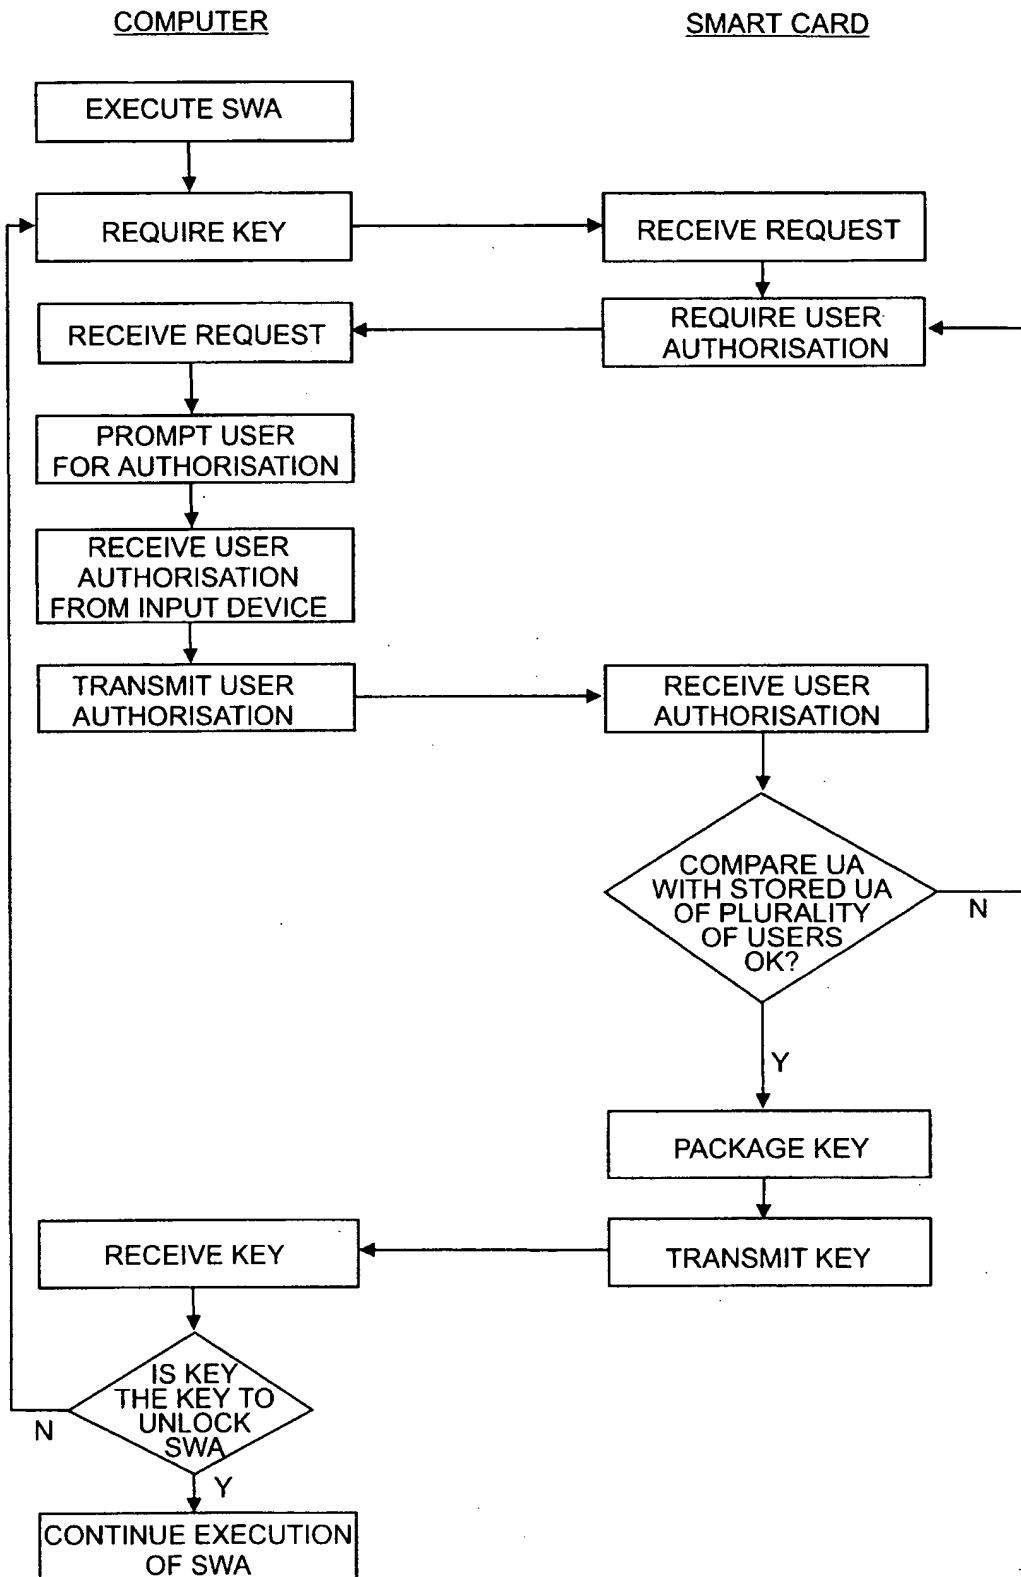 COMPUTER
SMART CARD
EXECUTE SWA
REQUIRE KEY
RECEIVE REQUEST
RECEIVE REQUEST
REQUIRE USER
AUTHORISATION
PROMPT USER
FOR AUTHORISATION
RECEIVE USER
AUTHORISATION
FROM INPUT DEVICE
TRANSMIT USER
AUTHORISATION
RECEIVE USER
AUTHORISATION
COMPARE UA
WITH STORED UA
OF PLURALITY
OF USERS
OK?
N
Y
PACKAGE KEY
TRANSMIT KEY
RECEIVE KEY
IS KEY
THE KEY TO
UNLOCK
SWA
N
Y
CONTINUE EXECUTION
OF SWA